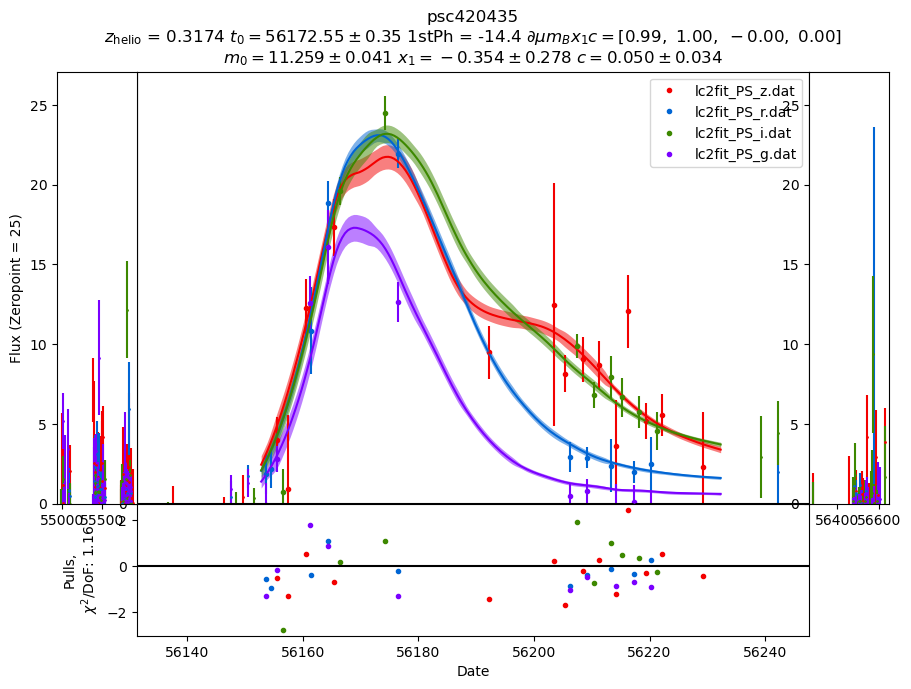 psc420435
z_helio = 0.3174 t_0 = 56172.55 ± 0.35 1stPh = -14.4 ∂μm_Bx_1c = [0.99, 1.00, −0.00, 0.00]
m_0 = 11.259 ± 0.041 x_1 = −0.354 ± 0.278 c = 0.050 ± 0.034
lc2fit_PS_z.dat
lc2fit_PS_r.dat
lc2fit_PS_i.dat
lc2fit_PS_g.dat
Flux (Zeropoint = 25)
25
20
15
10
5
0
25
20
15
10
5
0
55000
55500
56400
56600
Pulls,
χ²/DoF: 1.16
2
0
−2
56140
56160
56180
56200
56220
56240
Date